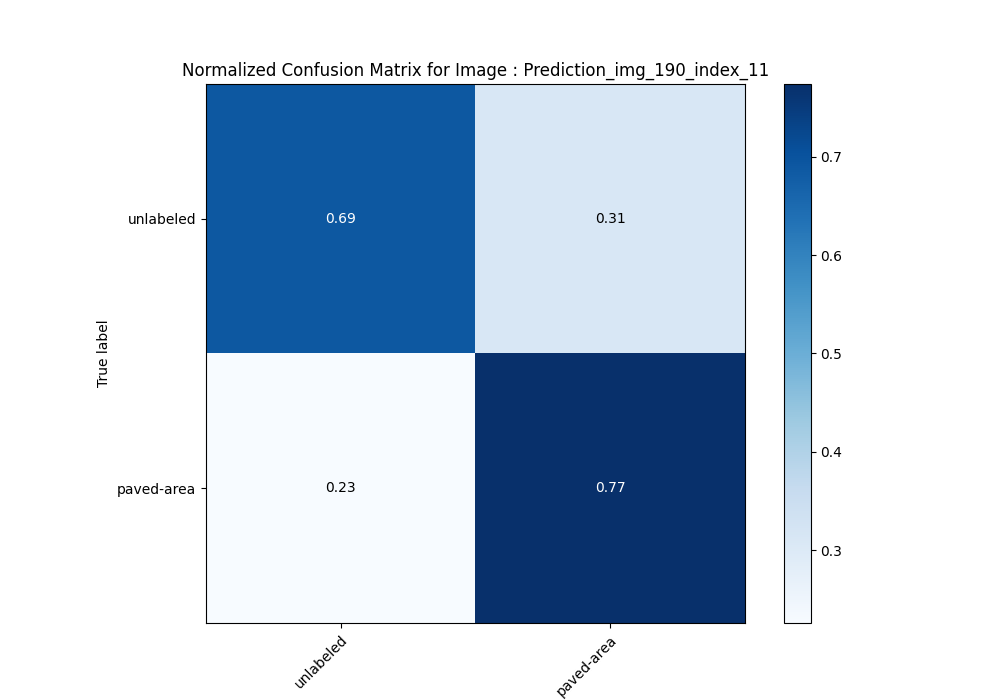 Normalized Confusion Matrix for Image : Prediction_img_190_index_11
unlabeled
0.69
0.31
paved-area
0.23
0.77
True label
unlabeled
paved-area
0.7
0.6
0.5
0.4
0.3